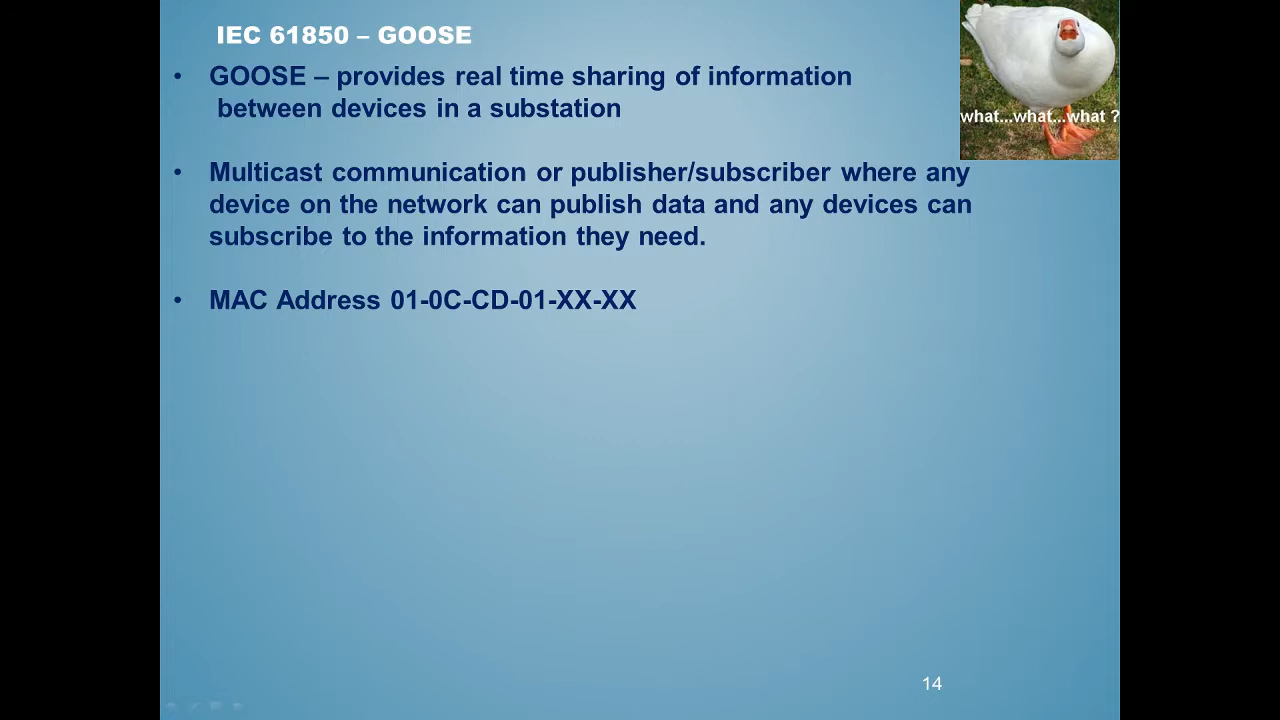 IEC 61850 – GOOSE
• GOOSE – provides real time sharing of information
between devices in a substation
what...what...what ?
• Multicast communication or publisher/subscriber where any
device on the network can publish data and any devices can
subscribe to the information they need.
• MAC Address 01-0C-CD-01-XX-XX
14